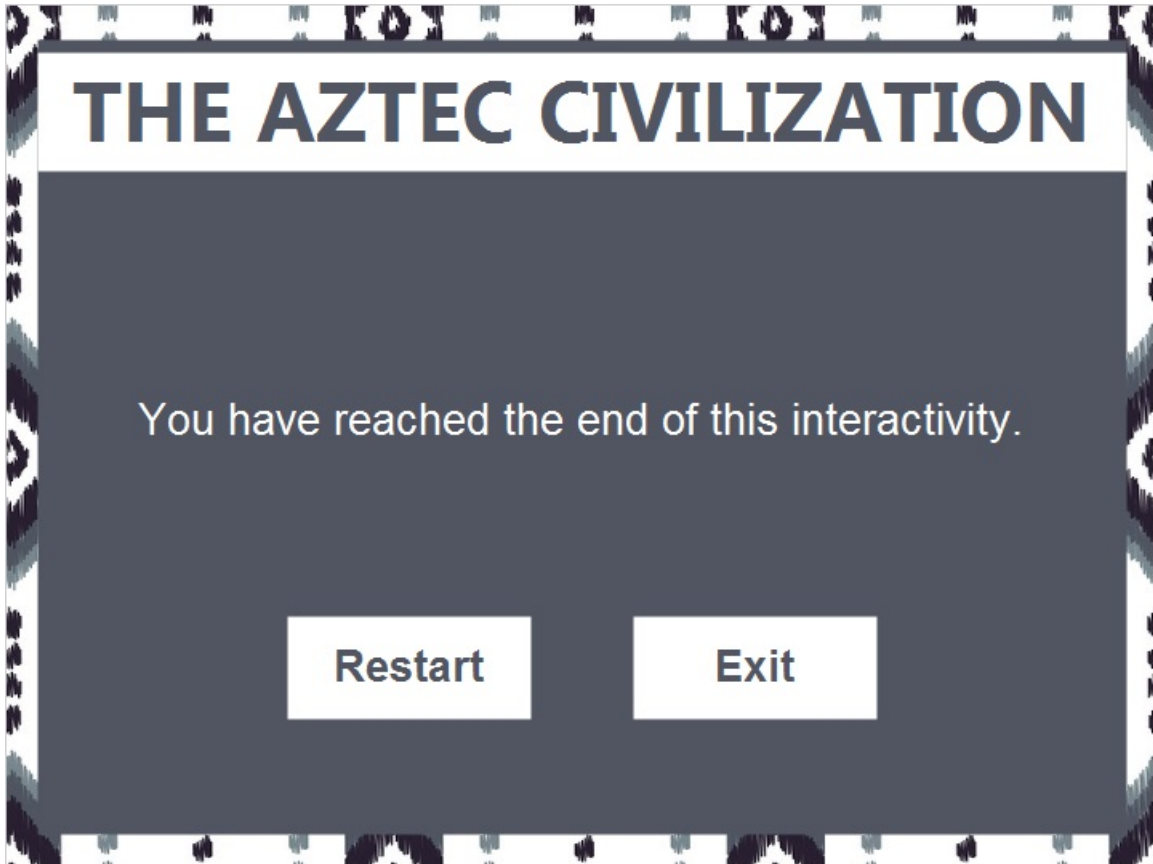 THE AZTEC CIVILIZATION
You have reached the end of this interactivity.
Restart
Exit